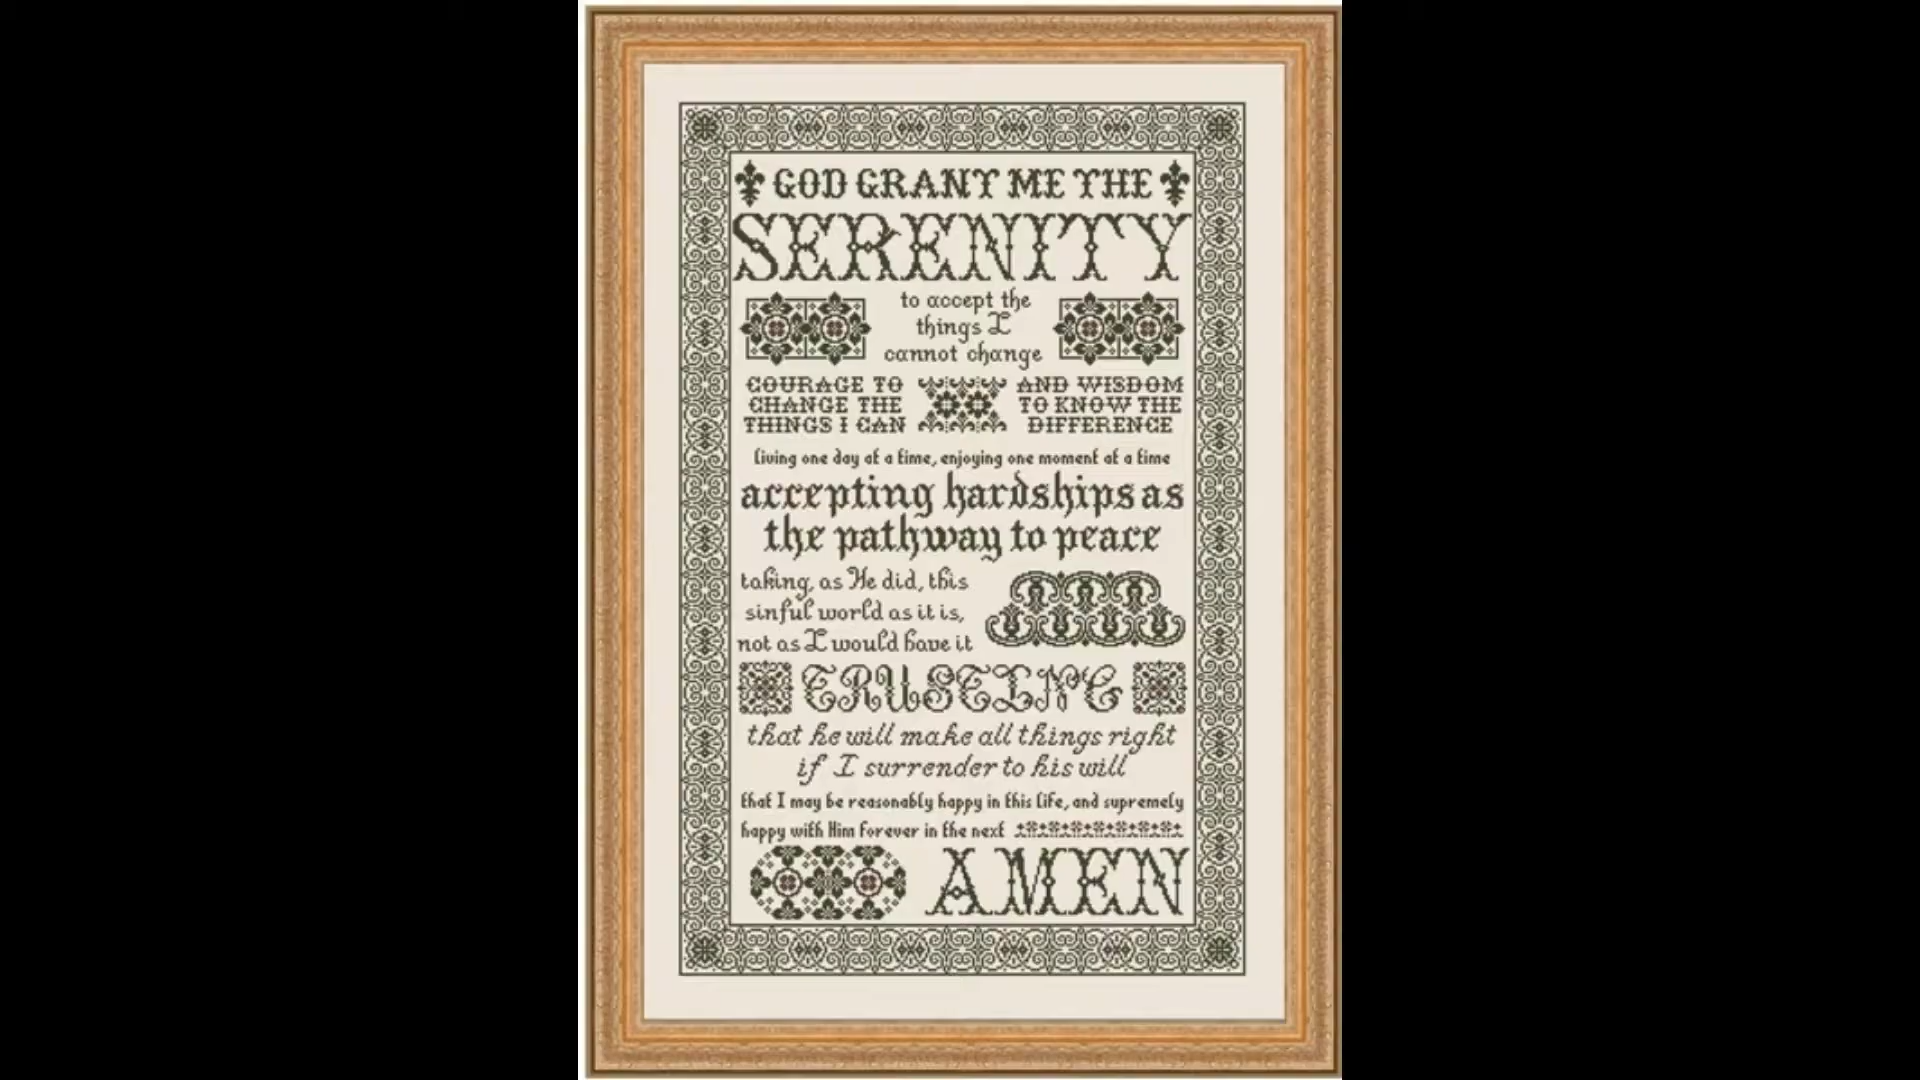 GOD GRANT ME THE
SERENITY
to accept the
things I
cannot change
COURAGE TO
CHANGE THE
THINGS I CAN
AND WISDOM
TO KNOW THE
DIFFERENCE
living one day at a time, enjoying one moment at a time
accepting hardships as
the pathway to peace
taking, as He did, this
sinful world as it is,
not as I would have it
TRUSTING
that he will make all things right
if I surrender to his will
that I may be reasonably happy in this life, and supremely
happy with Him forever in the next
AMEN